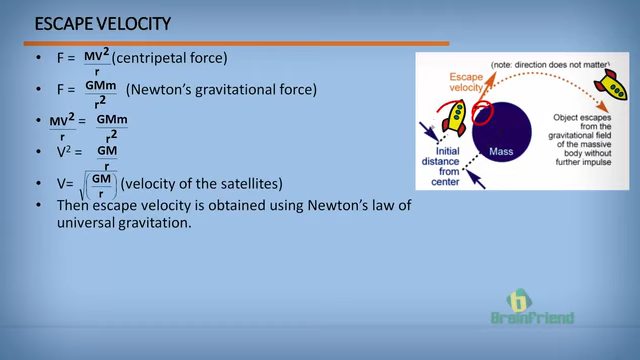 ESCAPE VELOCITY
• F = MV²/r (centripetal force)
• F = GMm/r² (Newton's gravitational force)
• MV²/r = GMm/r²
• V² = GM/r
• V= √(GM/r) (velocity of the satellites)
• Then escape velocity is obtained using Newton's law of
universal gravitation.
(note: direction does not matter)
Escape
velocity
Initial
distance
from
center
Mass
Object escapes
from the
gravitational field
of the massive
body without
further impulse
b
Brainfriend